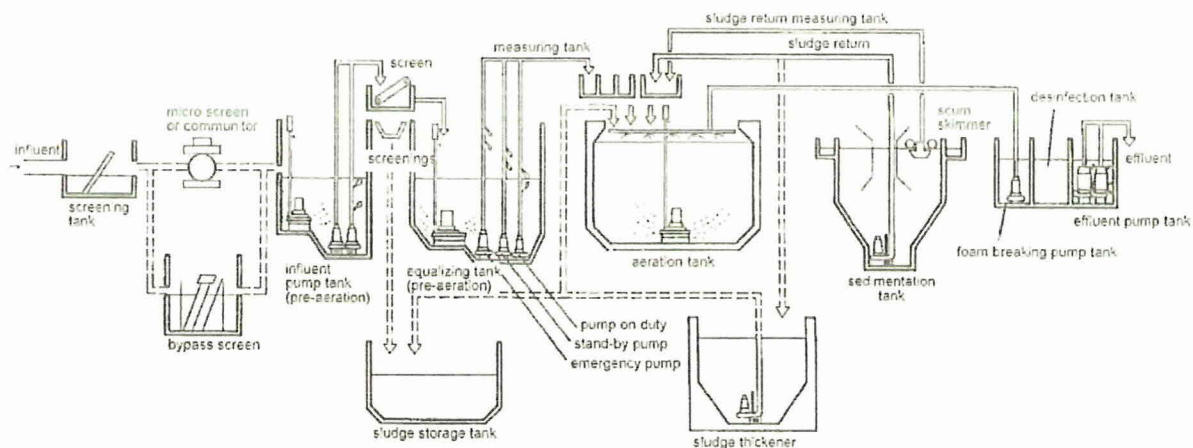 sludge return measuring tank
sludge return
measuring tank
screen
micro screen
or communtor
influent
screening
tank
bypass screen
influent
pump tank
(pre-aeration)
screenings
equalizing tank
(pre-aeration)
pump on duty
stand-by pump
emergency pump
sludge storage tank
aeration tank
sludge thickener
scum
skimmer
sedimentation
tank
desinfection tank
effluent
effluent pump tank
foam breaking pump tank